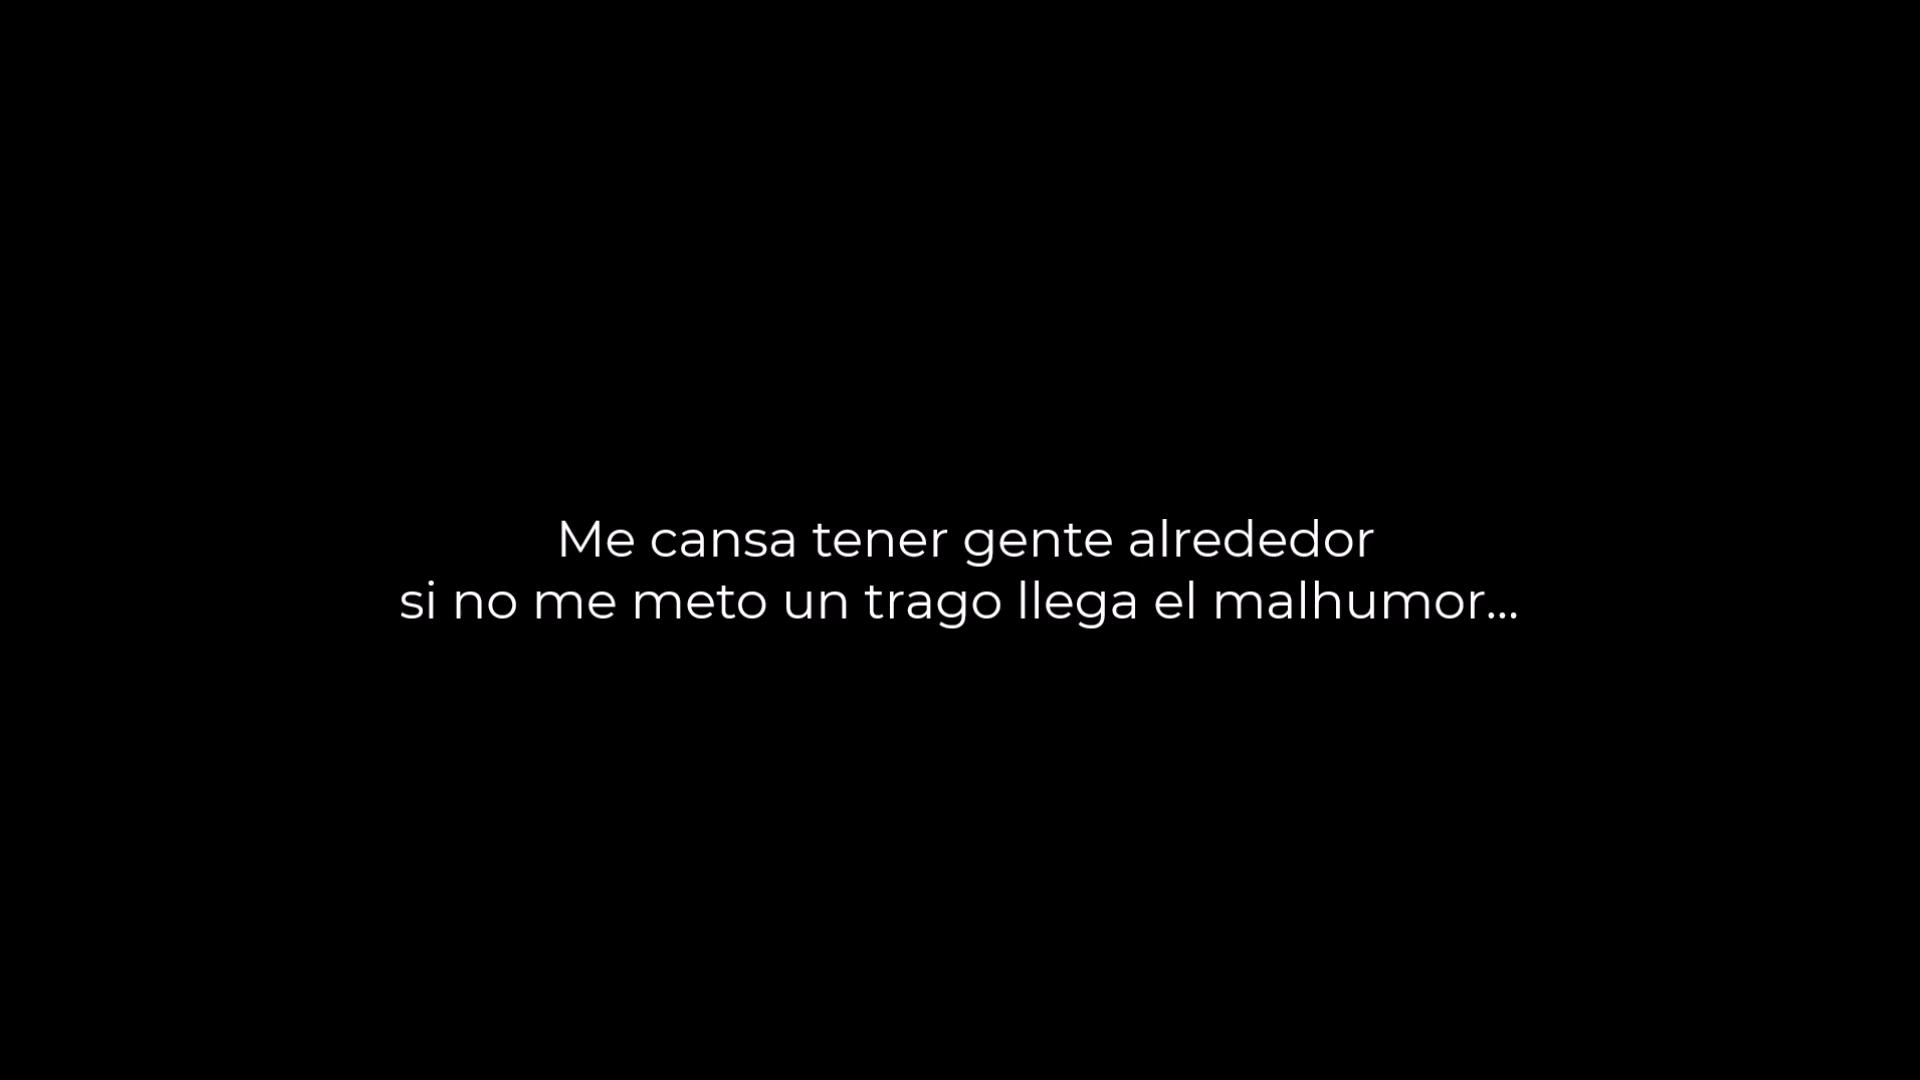 Me cansa tener gente alrededor
si no me meto un trago llega el malhumor...